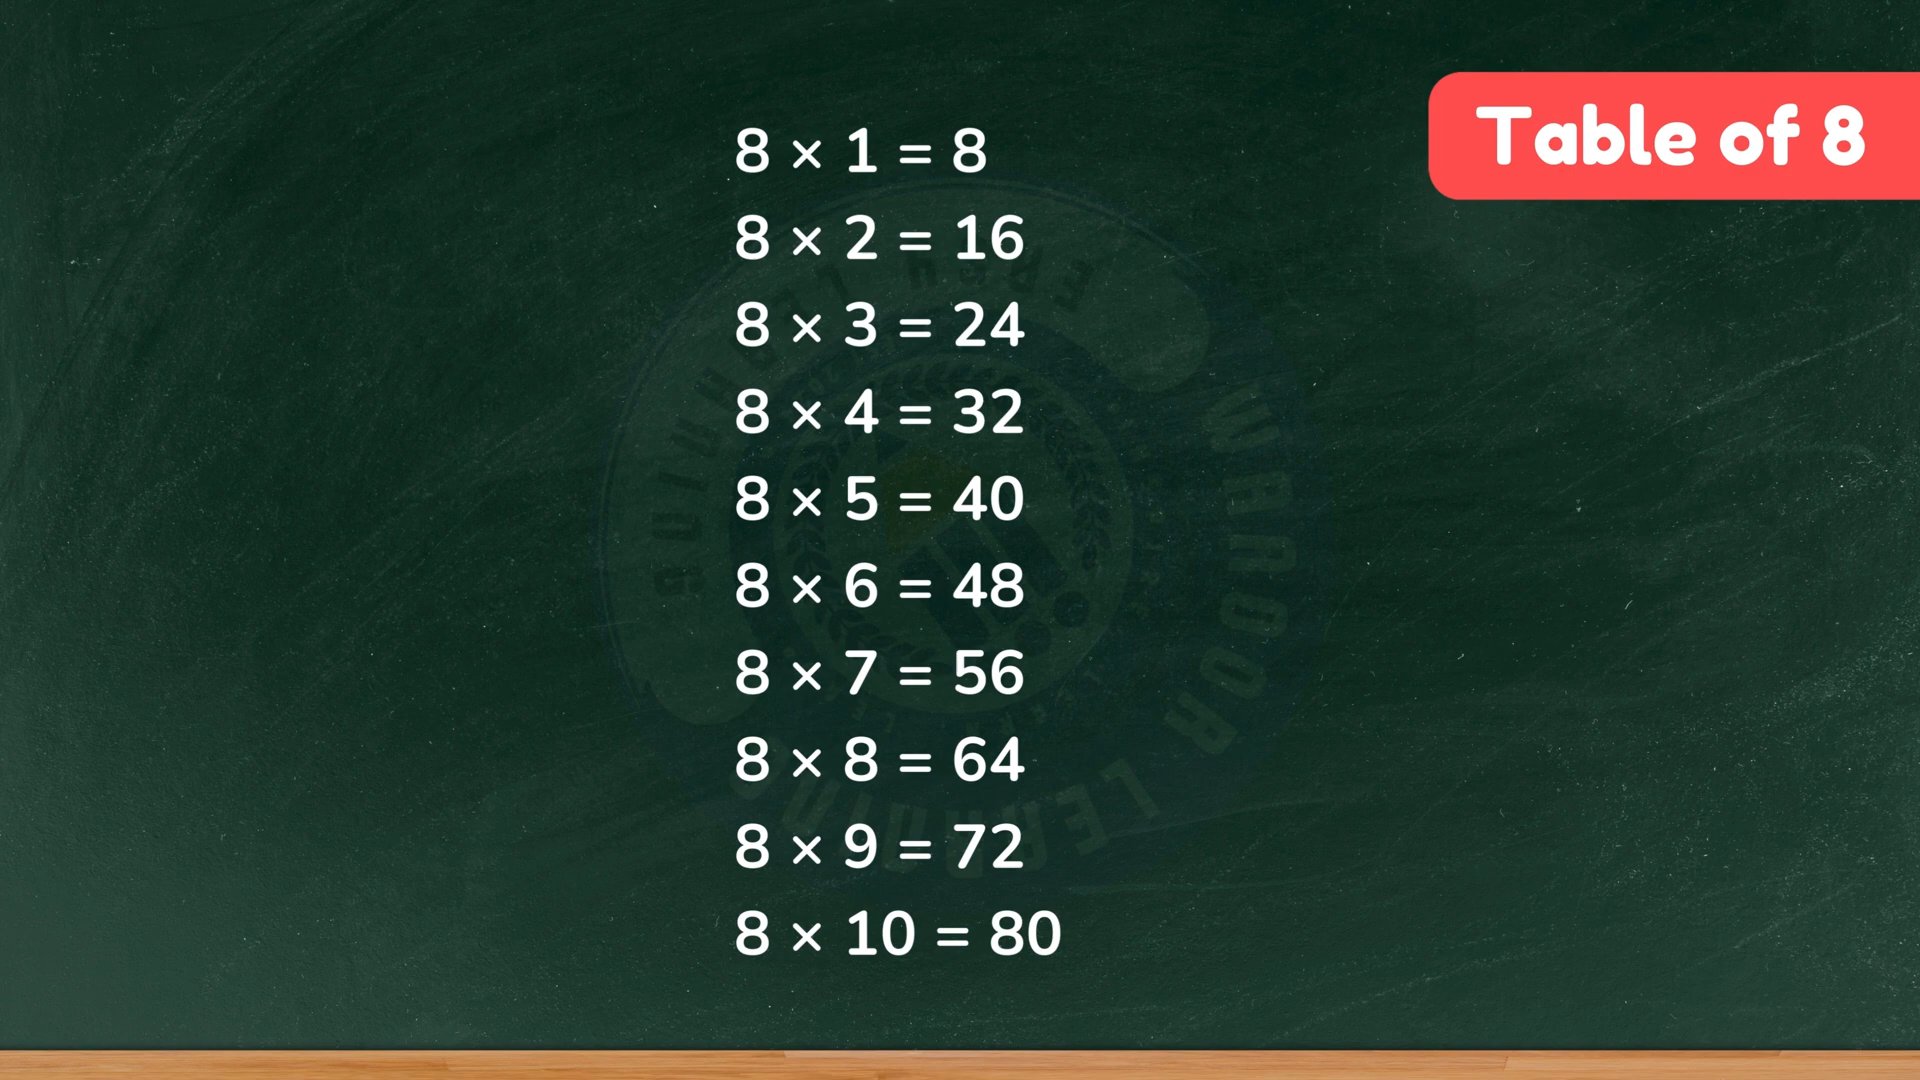 Table of 8
8 × 1 = 8
8 × 2 = 16
8 × 3 = 24
8 × 4 = 32
8 × 5 = 40
8 × 6 = 48
8 × 7 = 56
8 × 8 = 64
8 × 9 = 72
8 × 10 = 80